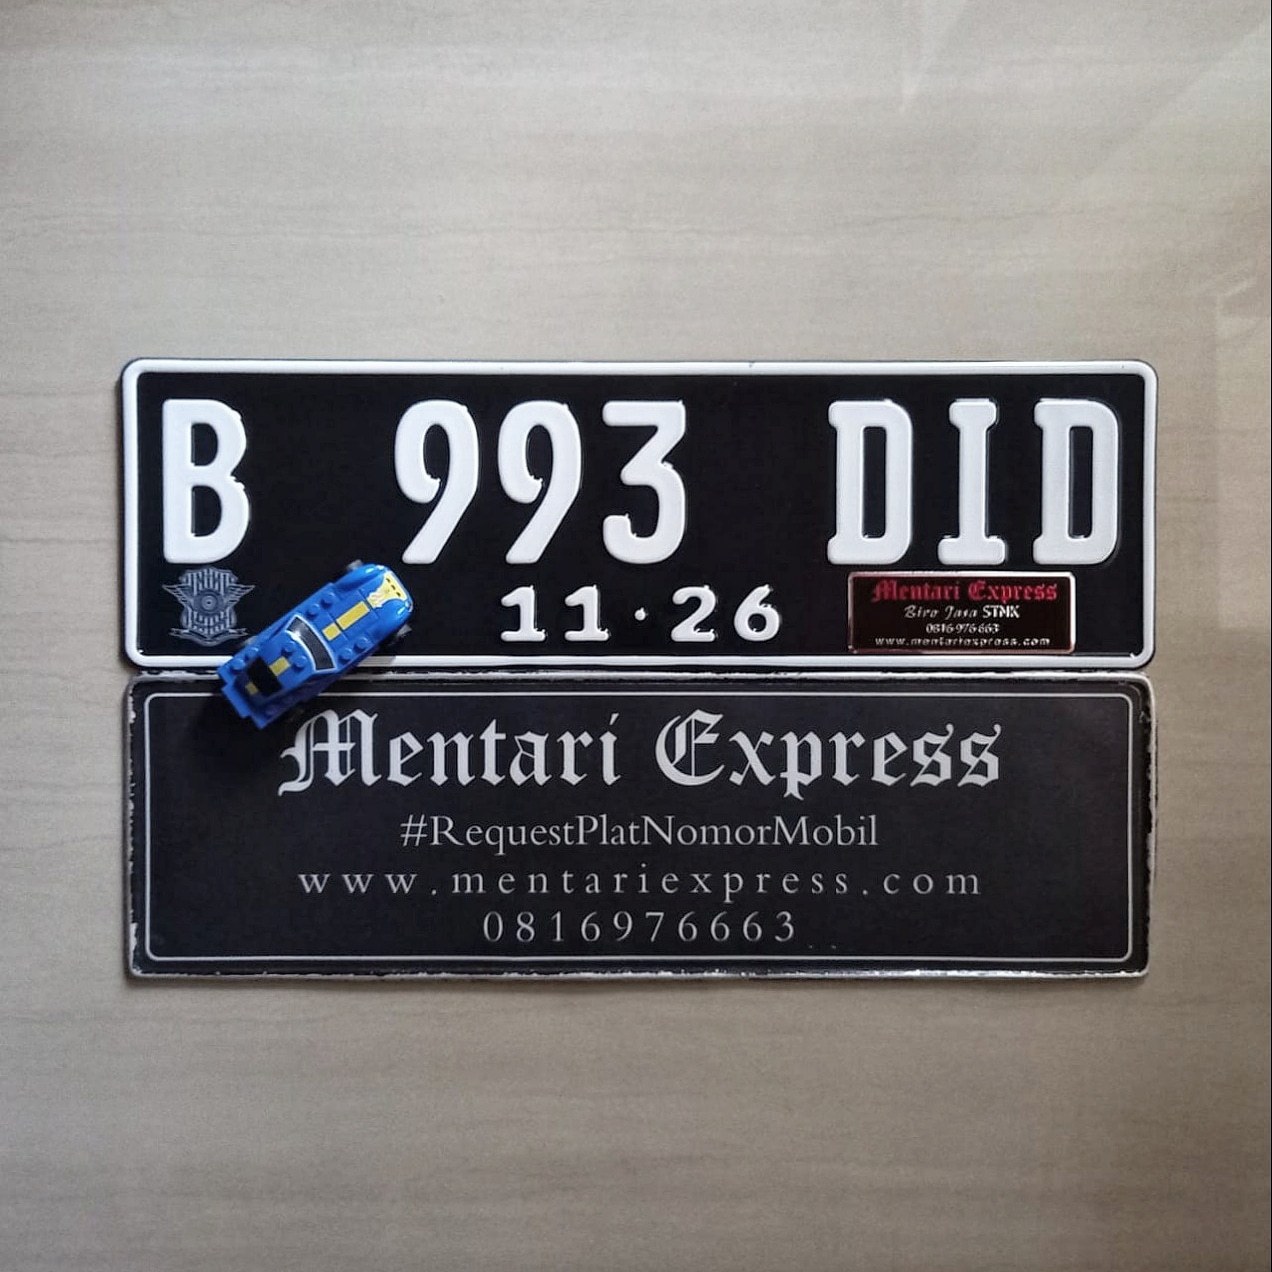 B 993 DID
11·26
Mentari Express
Biro Jasa STNK
0816 976 663
www.mentariexpress.com
Mentari Express
#RequestPlatNomorMobil
www.mentariexpress.com
0816976663